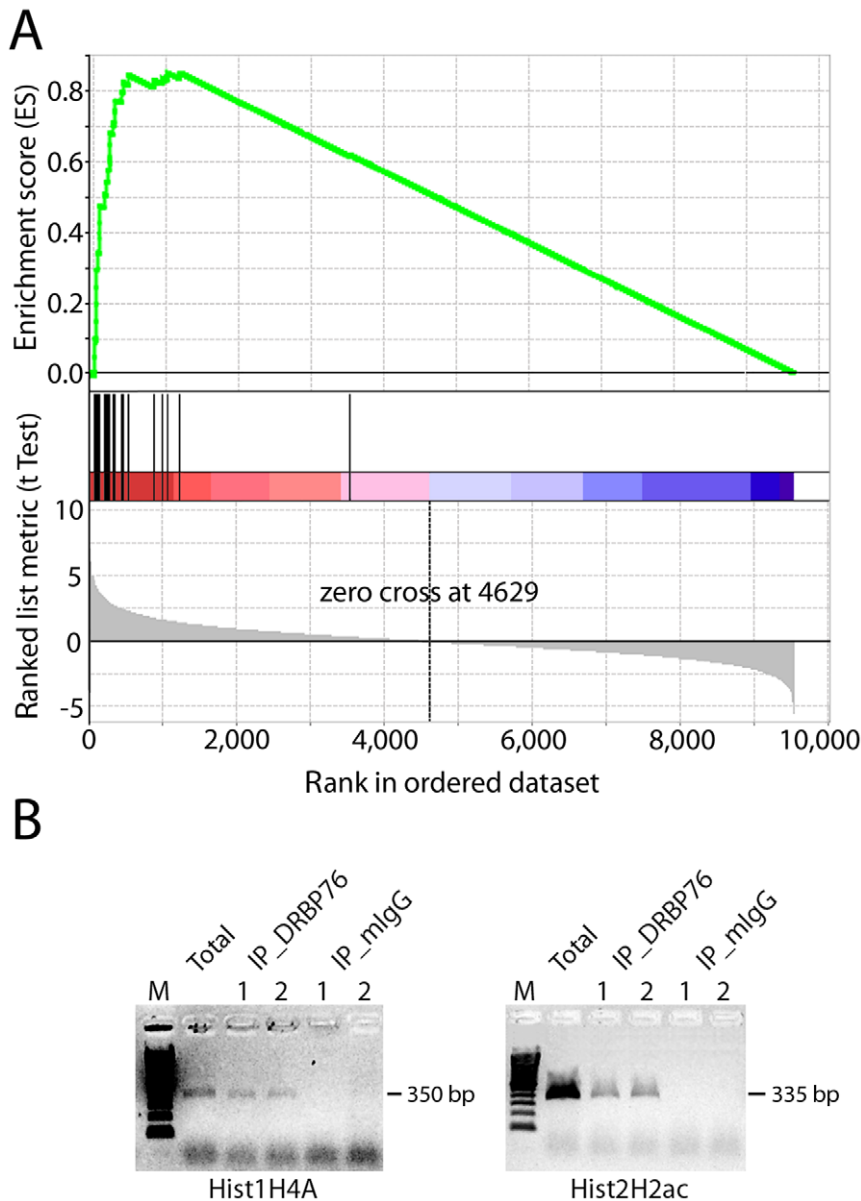 A
Enrichment score (ES)
0.8
0.6
0.4
0.2
0.0
Ranked list metric (t Test)
10
5
0
-5
zero cross at 4629
0 2,000 4,000 6,000 8,000 10,000
Rank in ordered dataset
B
Total IP_DRBP76 IP_mIgG
M 1 2 1 2
350 bp
Hist1H4A
Total IP_DRBP76 IP_mIgG
M 1 2 1 2
335 bp
Hist2H2ac